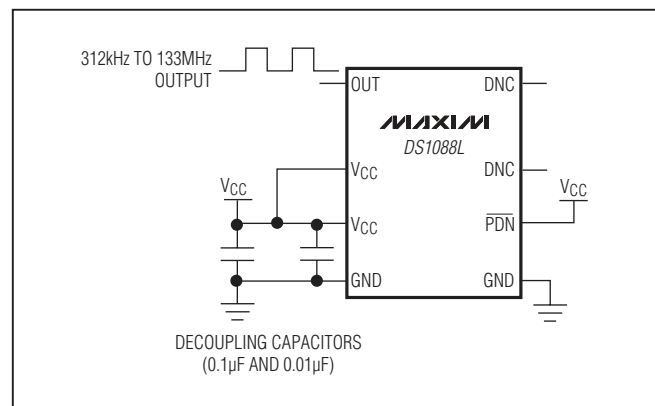 312kHz TO 133MHz
OUTPUT
OUT
DNC
MAXIM
DS1088L
VCC
DNC
VCC
VCC
VCC
PDN
GND
GND
DECOUPLING CAPACITORS
(0.1µF AND 0.01µF)